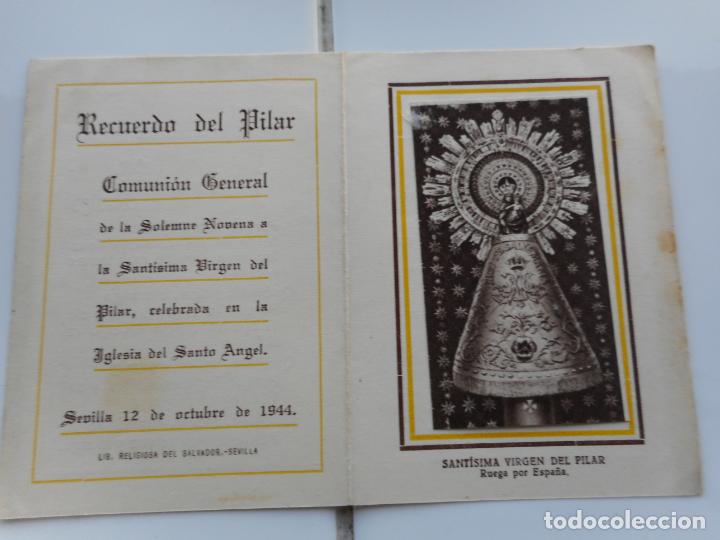 Recuerdo del Pilar
Comunión General
de la Solemne Novena a
la Santísima Virgen del
Pilar, celebrada en la
Iglesia del Santo Angel.
Sevilla 12 de octubre de 1944.
LIB. RELIGIOSA DEL SALVADOR.-SEVILLA
SANTÍSIMA VIRGEN DEL PILAR
Ruega por España.
todocoleccion